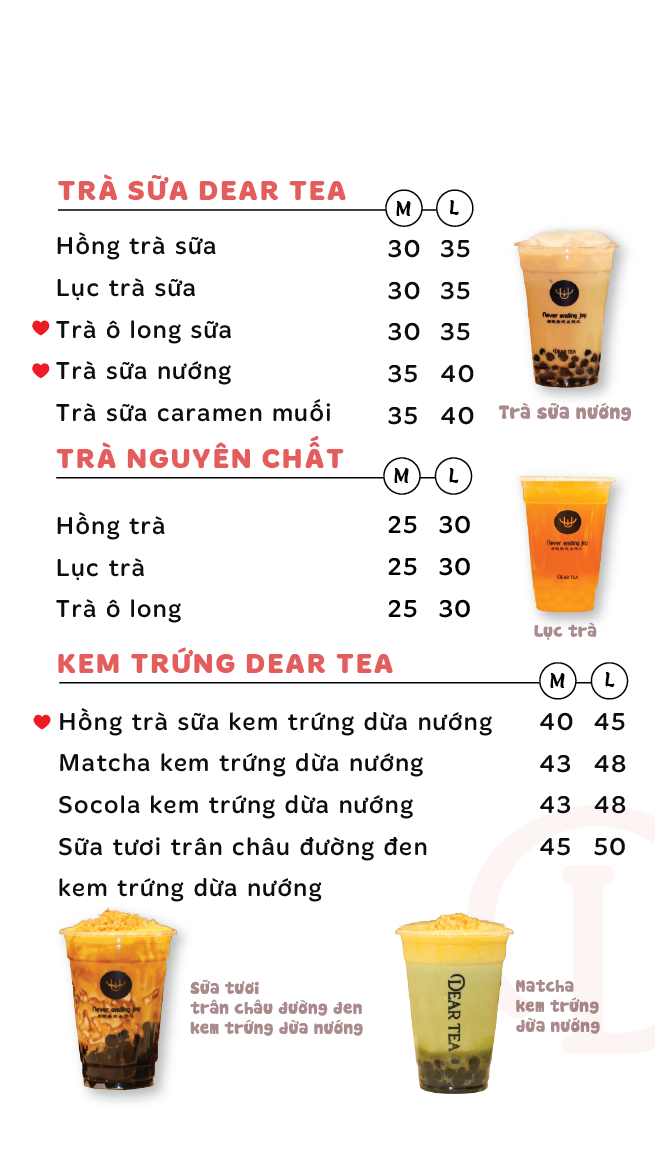 TRÀ SỮA DEAR TEA M L
Hồng trà sữa 30 35
Lục trà sữa 30 35
Trà ô long sữa 30 35
Trà sữa nướng 35 40
Trà sữa caramen muối 35 40
Never ending joy
DEAR TEA
Trà sữa nướng
TRÀ NGUYÊN CHẤT M L
Hồng trà 25 30
Lục trà 25 30
Trà ô long 25 30
Never ending joy
DEAR TEA
Lục trà
KEM TRỨNG DEAR TEA M L
Hồng trà sữa kem trứng dừa nướng 40 45
Matcha kem trứng dừa nướng 43 48
Socola kem trứng dừa nướng 43 48
Sữa tươi trân châu đường đen 45 50
kem trứng dừa nướng
Never ending joy
Sữa tươi
trân châu đường đen
kem trứng dừa nướng
DEAR TEA
Matcha
kem trứng
dừa nướng